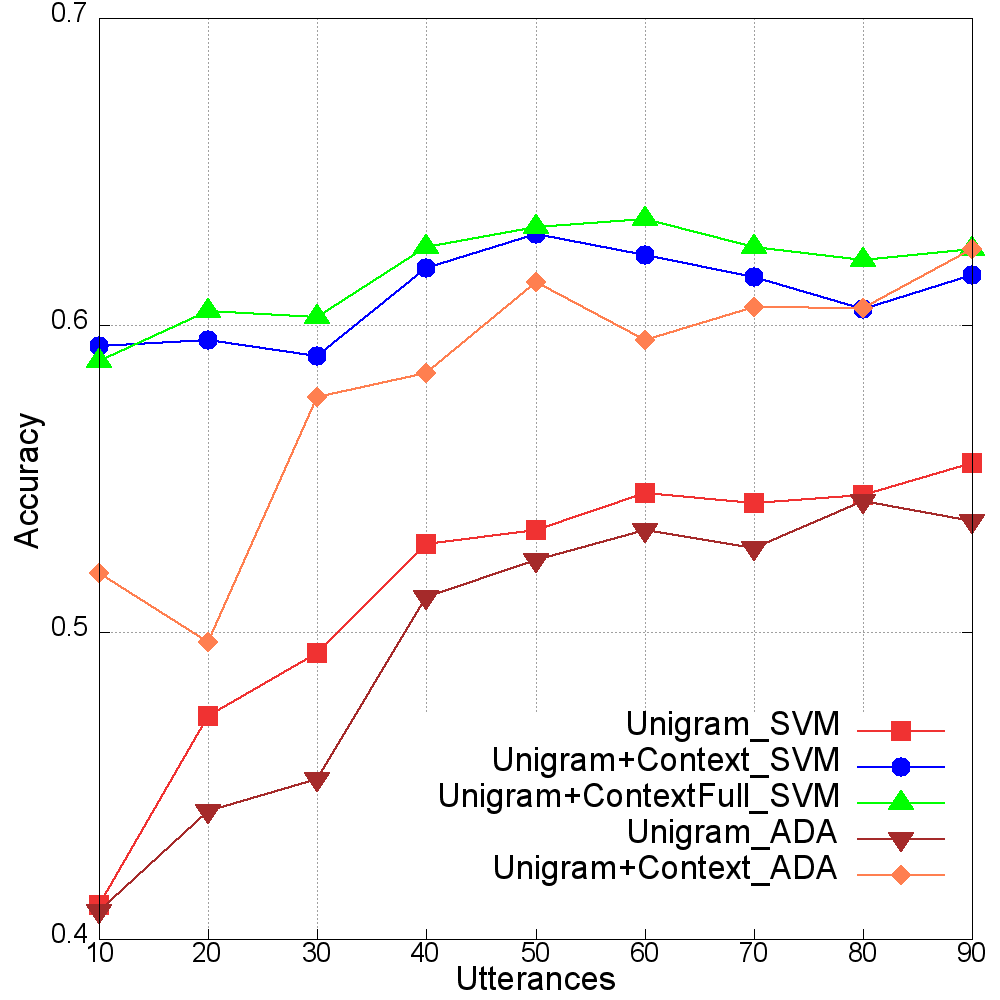 0.7
0.6
0.5
0.4
Accuracy
Unigram_SVM
Unigram+Context_SVM
Unigram+ContextFull_SVM
Unigram_ADA
Unigram+Context_ADA
10 20 30 40 50 60 70 80 90
Utterances